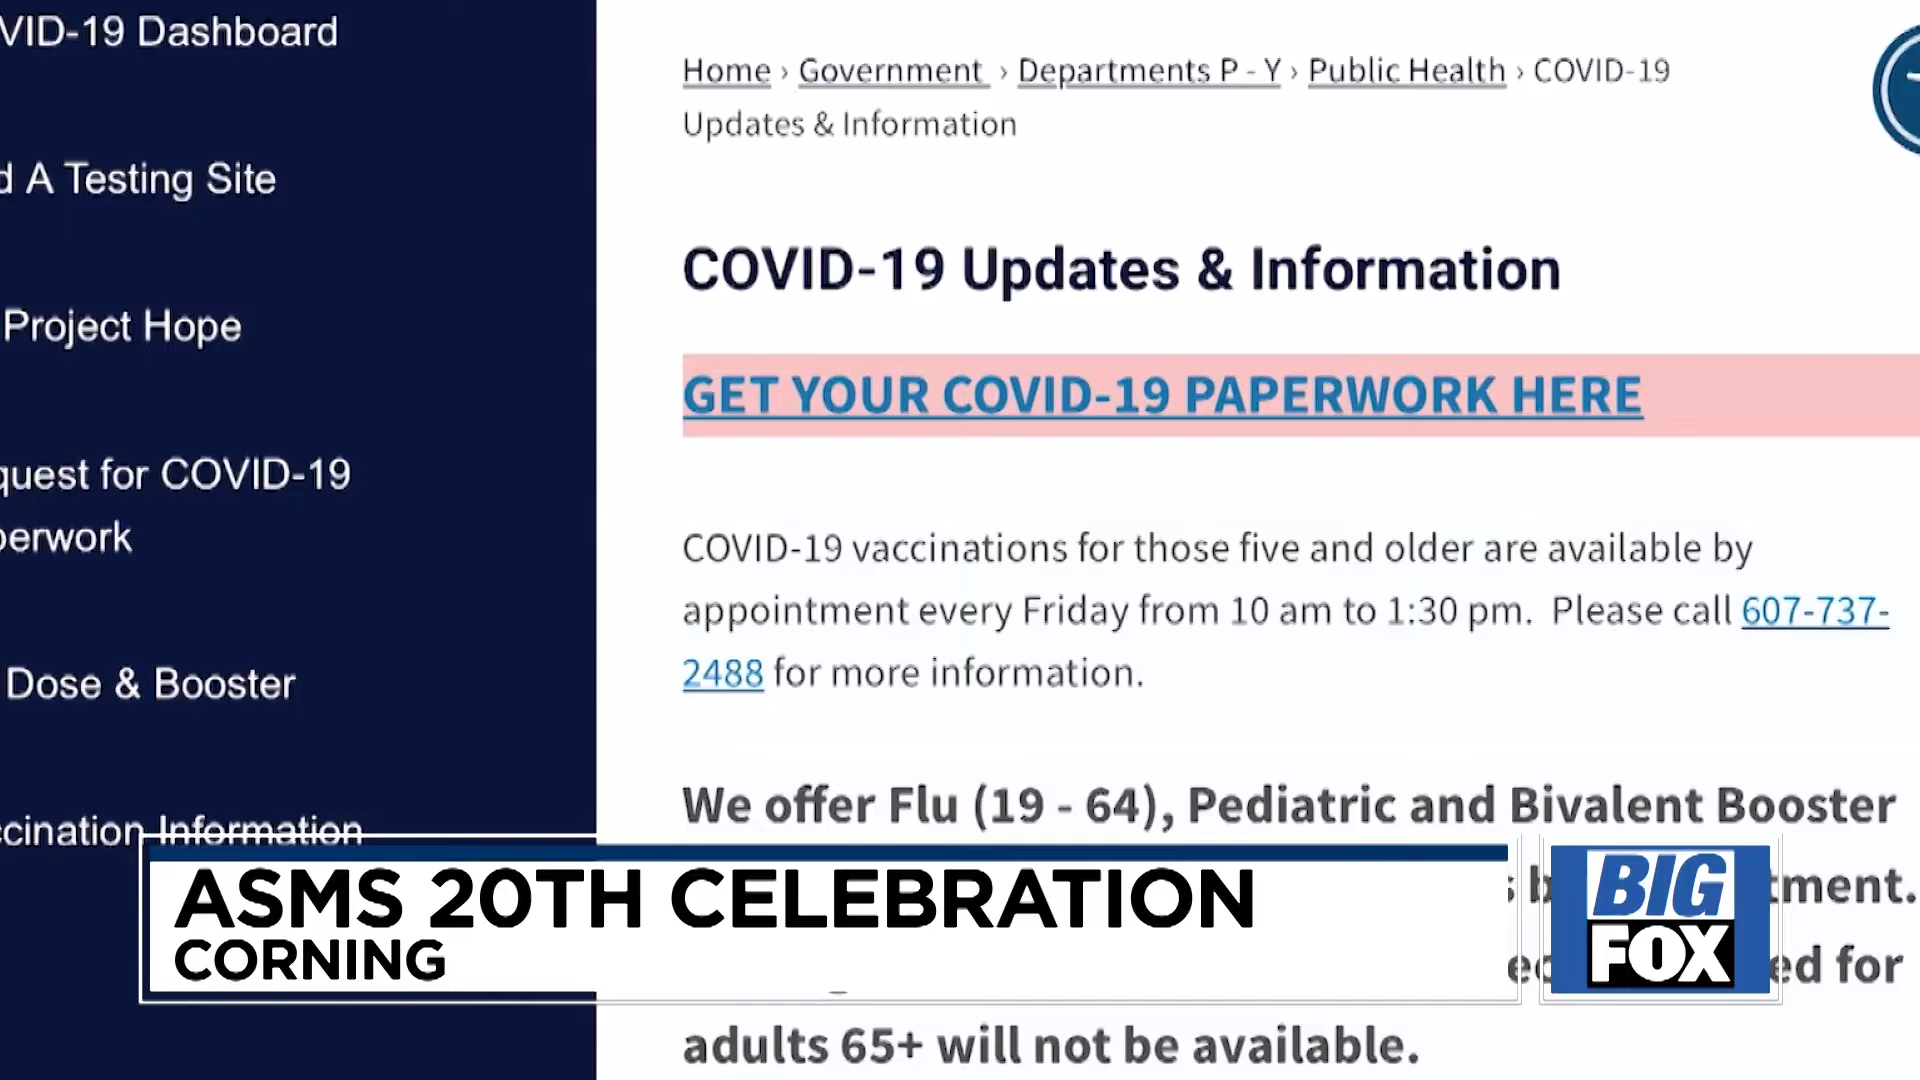 VID-19 Dashboard
d A Testing Site
Project Hope
quest for COVID-19
perwork
Dose & Booster
ccination Information
Home › Government › Departments P - Y › Public Health › COVID-19
Updates & Information
COVID-19 Updates & Information
GET YOUR COVID-19 PAPERWORK HERE
COVID-19 vaccinations for those five and older are available by
appointment every Friday from 10 am to 1:30 pm. Please call 607-737-
2488 for more information.
We offer Flu (19 - 64), Pediatric and Bivalent Booster
tment.
ed for
adults 65+ will not be available.
ASMS 20TH CELEBRATION
CORNING
BIG
FOX